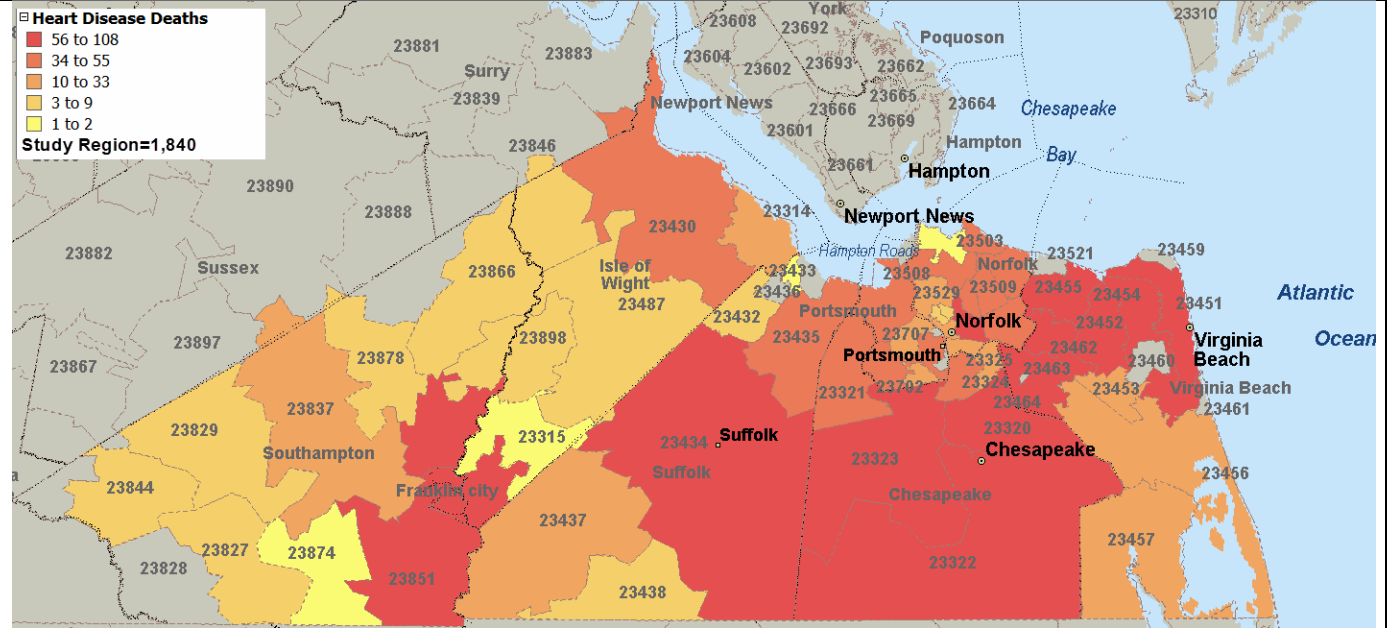 Heart Disease Deaths
56 to 108
34 to 55
10 to 33
3 to 9
1 to 2
Study Region=1,840
York
23608
23692
23310
Poquoson
23881
23883
23604
23602
23693
23662
Surry
23839
Newport News
23666
23665
23664
Chesapeake
23669
23601
Hampton
23846
Bay
23661
Hampton
23890
23888
23314
Newport News
23430
23882
Hampton Roads
23503
23521
23459
Sussex
23866
Isle of
Wight
23433
23508
Norfolk
23436
23529
23509
23455
23454
23451
Atlantic
23487
23432
Portsmouth
Norfolk
23452
Ocean
23897
23898
23435
23707
Virginia
Beach
23867
23878
Portsmouth
23325
23462
23460
23463
23324
23321
23702
23453
Virginia Beach
23464
23461
23837
23829
23315
23434
Suffolk
23320
Chesapeake
Southampton
a
23323
Suffolk
23456
23844
Franklin city
Chesapeake
23437
23457
23827
23874
23322
23828
23851
23438